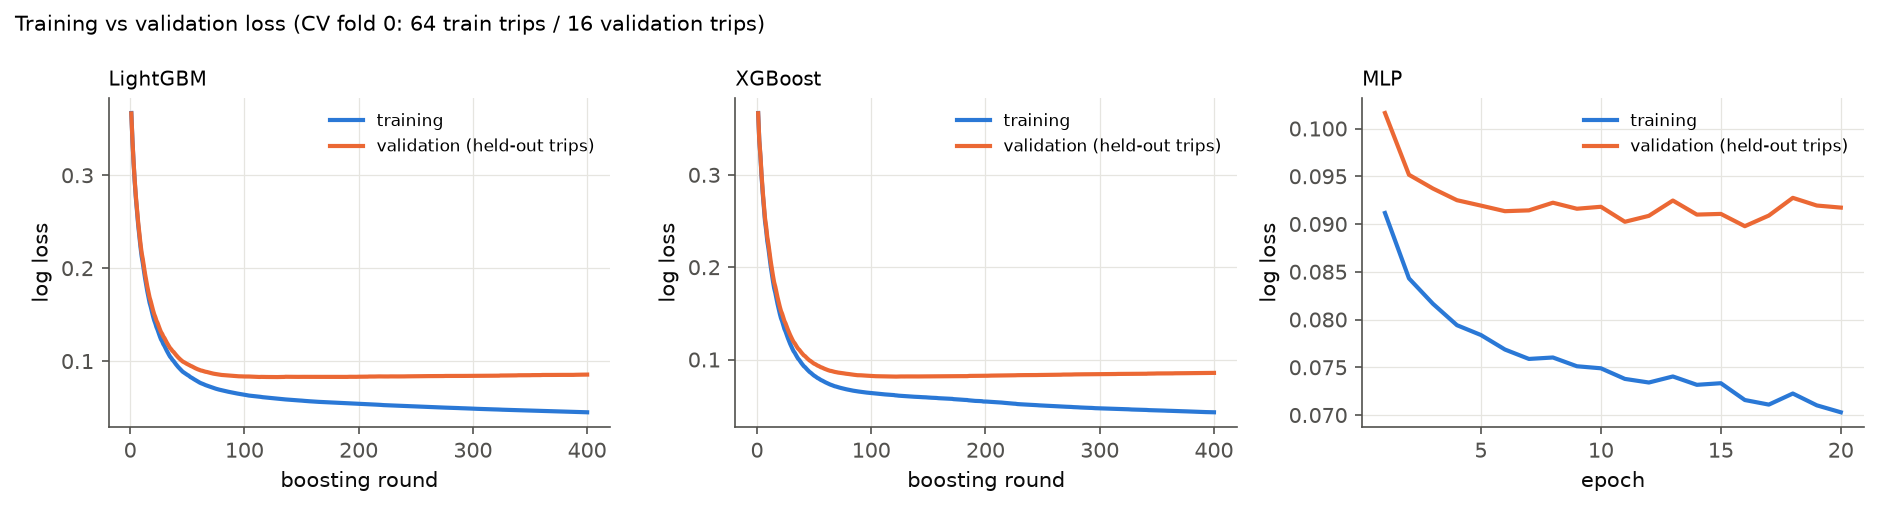 Training vs validation loss (CV fold 0: 64 train trips / 16 validation trips)
LightGBM
training
validation (held-out trips)
0.3
0.2
0.1
log loss
0 100 200 300 400
boosting round
XGBoost
training
validation (held-out trips)
0.3
0.2
0.1
log loss
0 100 200 300 400
boosting round
MLP
training
validation (held-out trips)
0.100
0.095
0.090
0.085
0.080
0.075
0.070
log loss
5 10 15 20
epoch